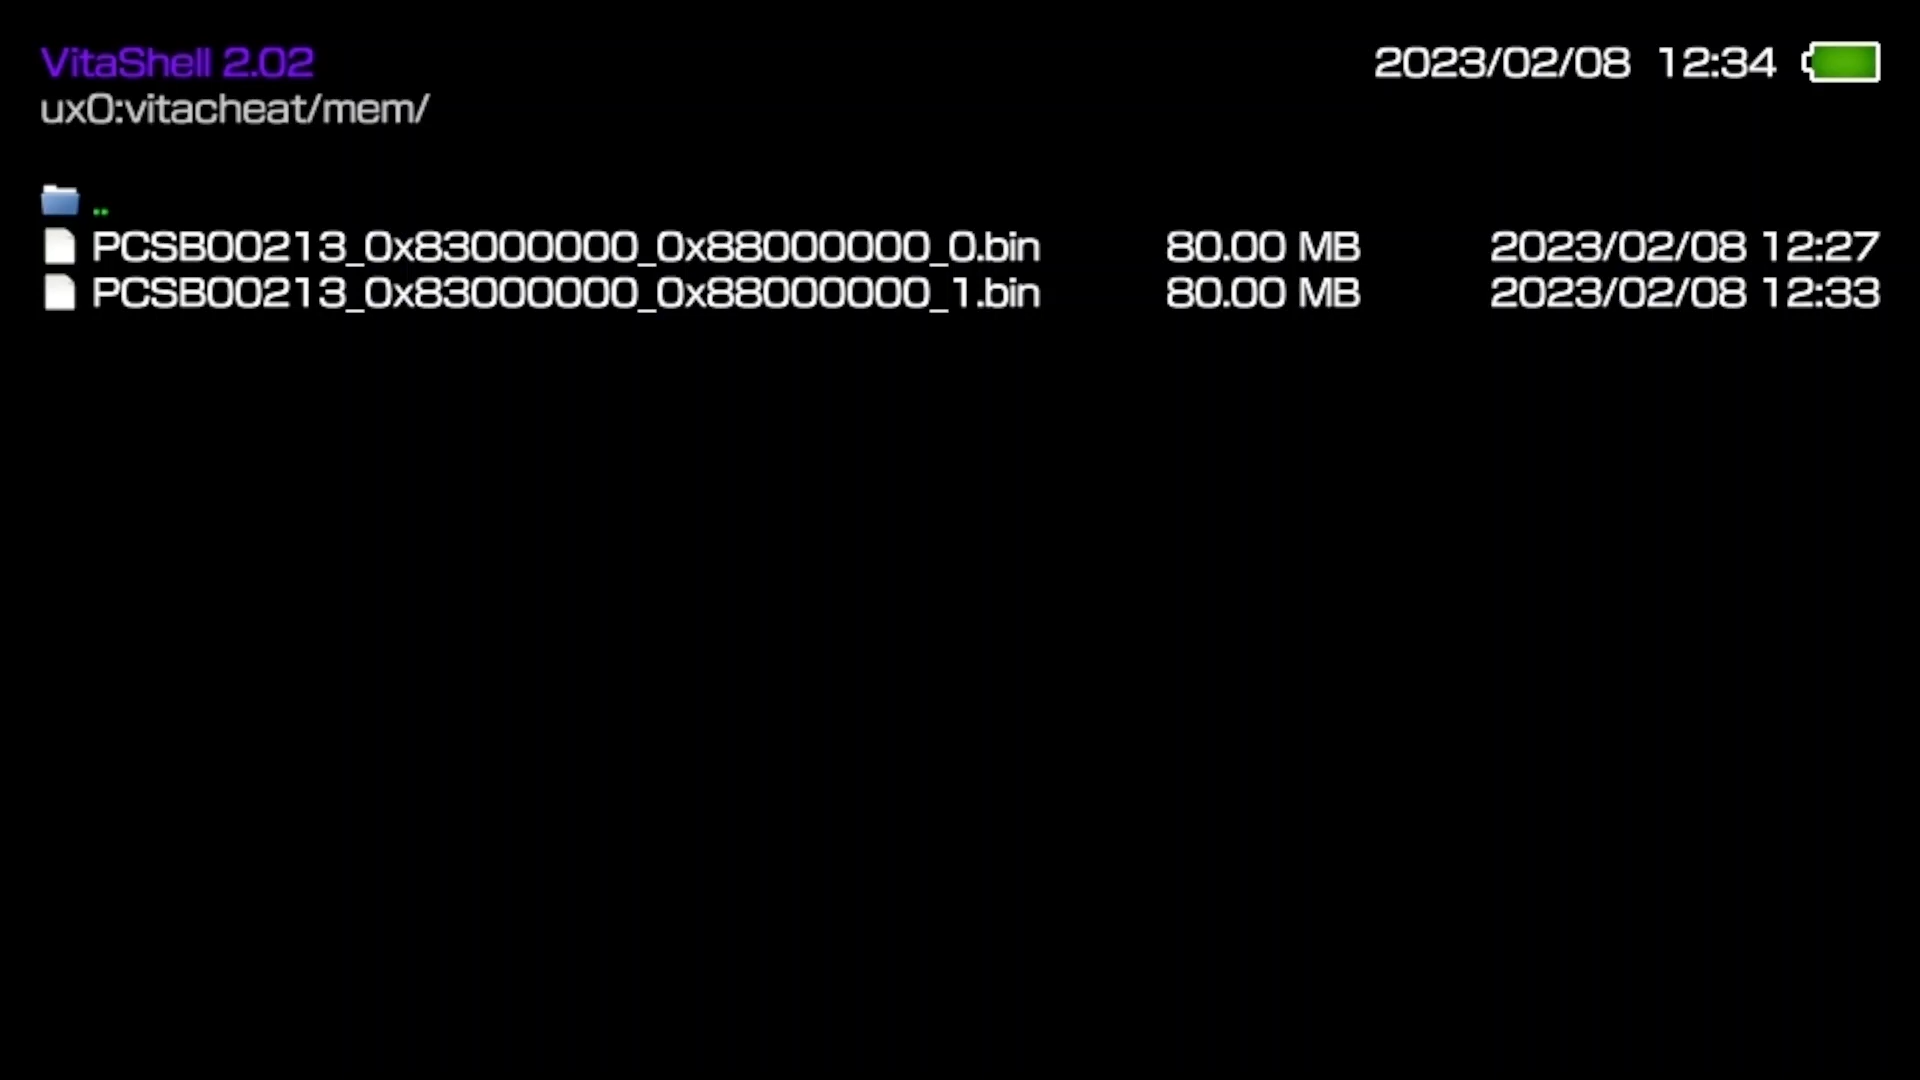 VitaShell 2.02 2023/02/08 12:34
ux0:vitacheat/mem/
..
PCSB00213_0x83000000_0x88000000_0.bin 80.00 MB 2023/02/08 12:27
PCSB00213_0x83000000_0x88000000_1.bin 80.00 MB 2023/02/08 12:33